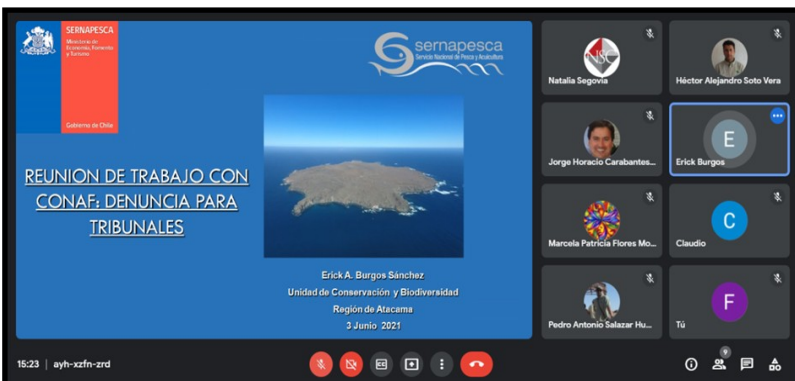 SERNAPESCA
Ministerio de
Economía, Fomento
y Turismo
Gobierno de Chile
sernapesca
Servicio Nacional de Pesca y Acuicultura
REUNION DE TRABAJO CON
CONAF: DENUNCIA PARA
TRIBUNALES
Erick A. Burgos Sánchez
Unidad de Conservación y Biodiversidad
Región de Atacama
3 Junio 2021
NSC
Natalia Segovia
Héctor Alejandro Soto Vera
Jorge Horacio Carabantes...
E
Erick Burgos
Marcela Patricia Flores Mo...
C
Claudio
Pedro Antonio Salazar Hu...
F
Tú
15:23 | ayh-xzfn-zrd
9